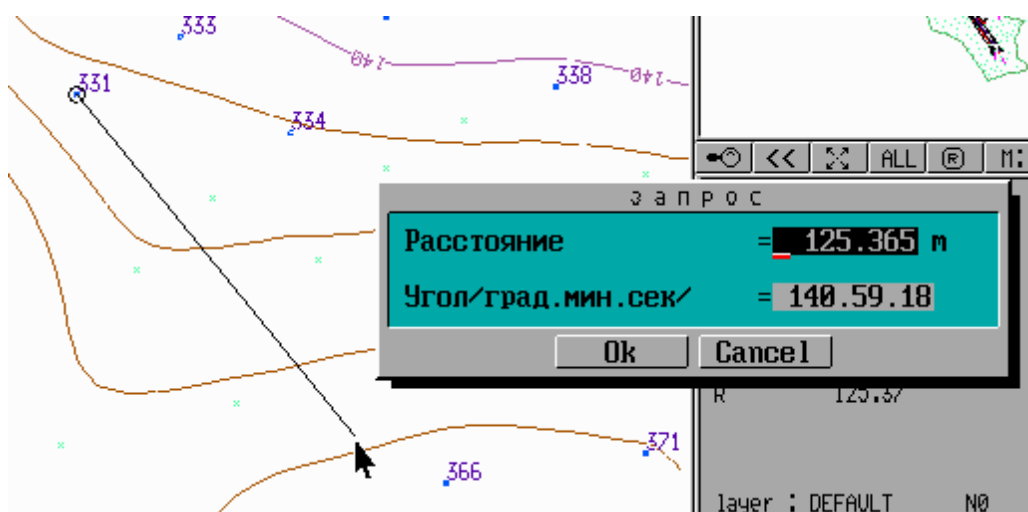 333
140
338
140
331
334
<< ALL ® M:
запрос
Расстояние = 125.365 m
Угол/град.мин.сек/ = 140.59.18
Ok Cancel
R 125.37
371
366
layer : DEFAULT N0